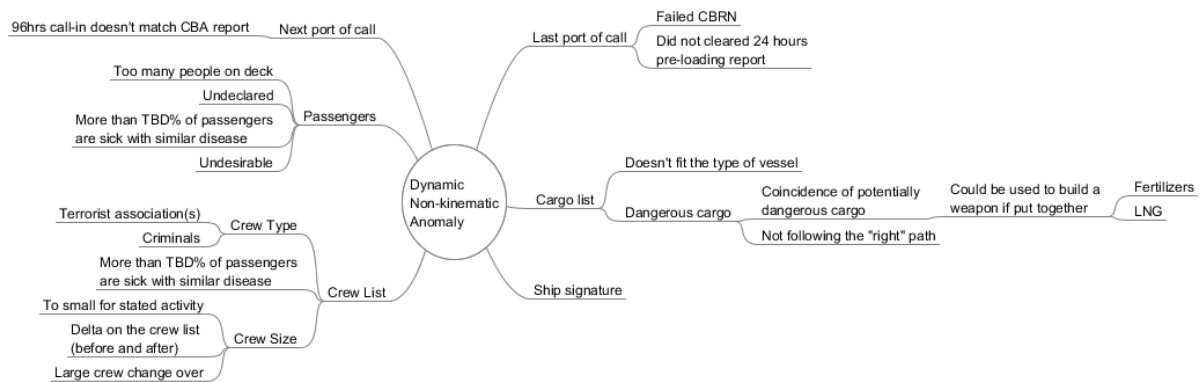 96hrs call-in doesn't match CBA report
Next port of call
Too many people on deck
Undeclared
More than TBD% of passengers
are sick with similar disease
Undesirable
Passengers
Terrorist association(s)
Criminals
Crew Type
More than TBD% of passengers
are sick with similar disease
Crew List
To small for stated activity
Delta on the crew list
(before and after)
Large crew change over
Crew Size
Dynamic
Non-kinematic
Anomaly
Last port of call
Failed CBRN
Did not cleared 24 hours
pre-loading report
Cargo list
Doesn't fit the type of vessel
Dangerous cargo
Coincidence of potentially
dangerous cargo
Could be used to build a
weapon if put together
Fertilizers
LNG
Not following the "right" path
Ship signature